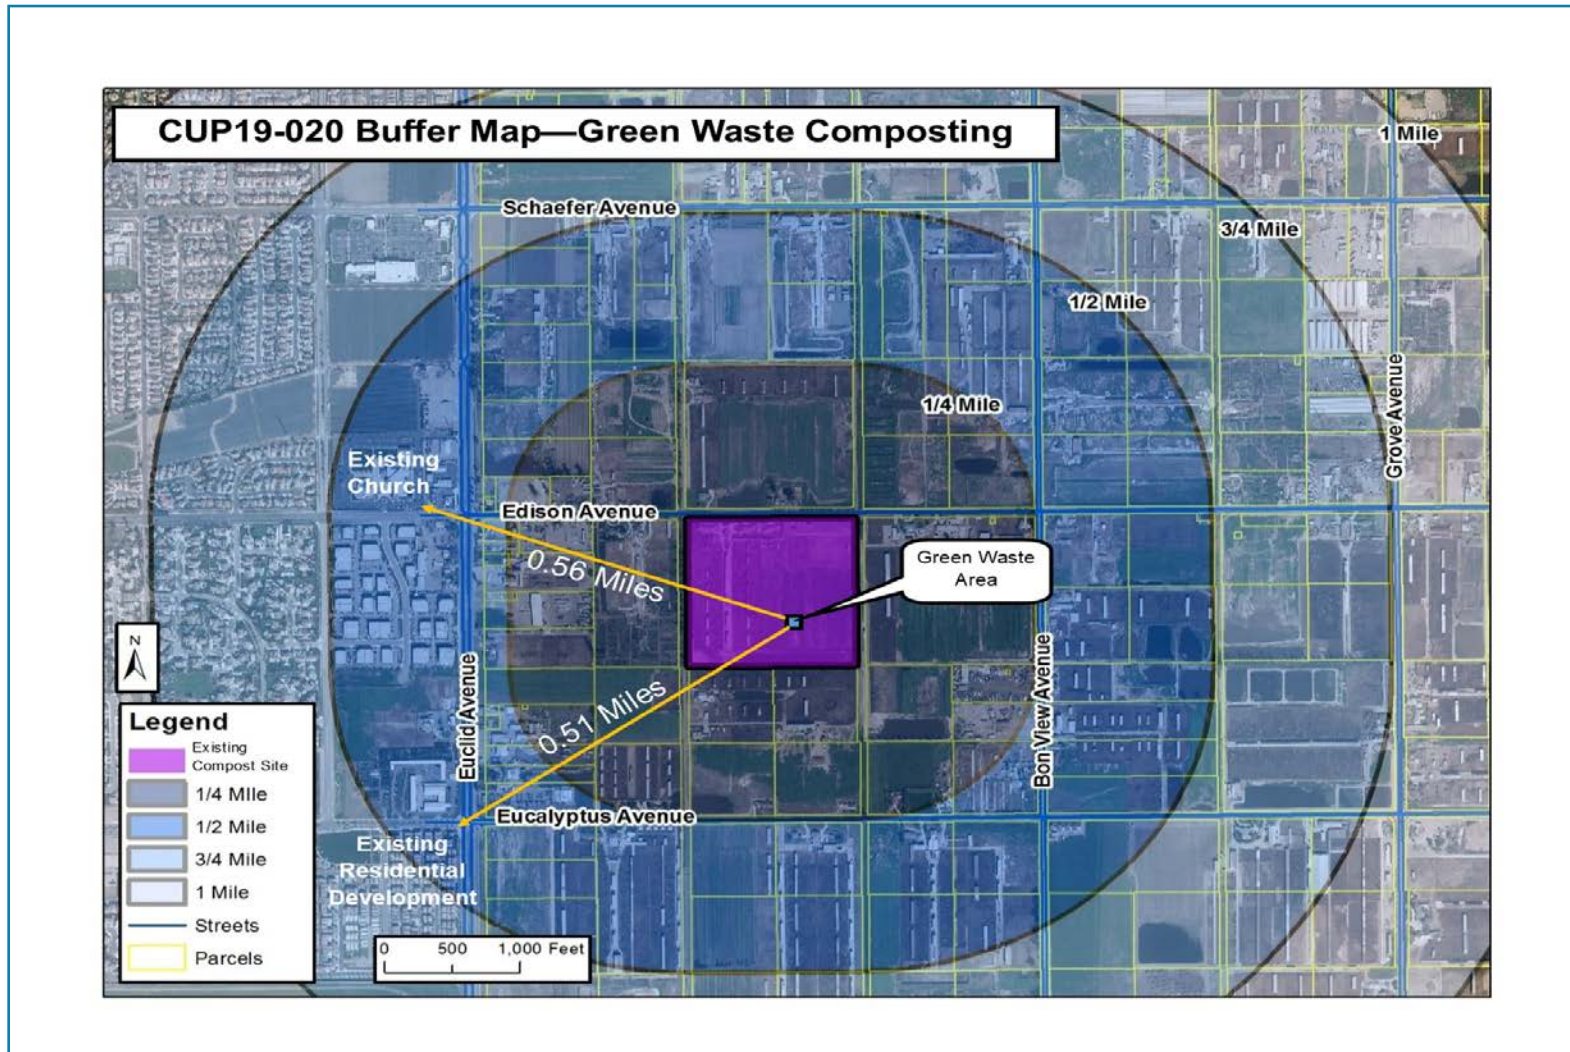 CUP19-020 Buffer Map—Green Waste Composting
1 Mile
Schaefer Avenue
3/4 Mile
1/2 Mile
1/4 Mile
Grove Avenue
Existing
Church
Edison Avenue
0.56 Miles
Green Waste
Area
N
Euclid Avenue
0.51 Miles
Bon View Avenue
Eucalyptus Avenue
Existing
Residential
Development
Legend
Existing
Compost Site
1/4 MIle
1/2 Mile
3/4 Mile
1 Mile
Streets
Parcels
0 500 1,000 Feet